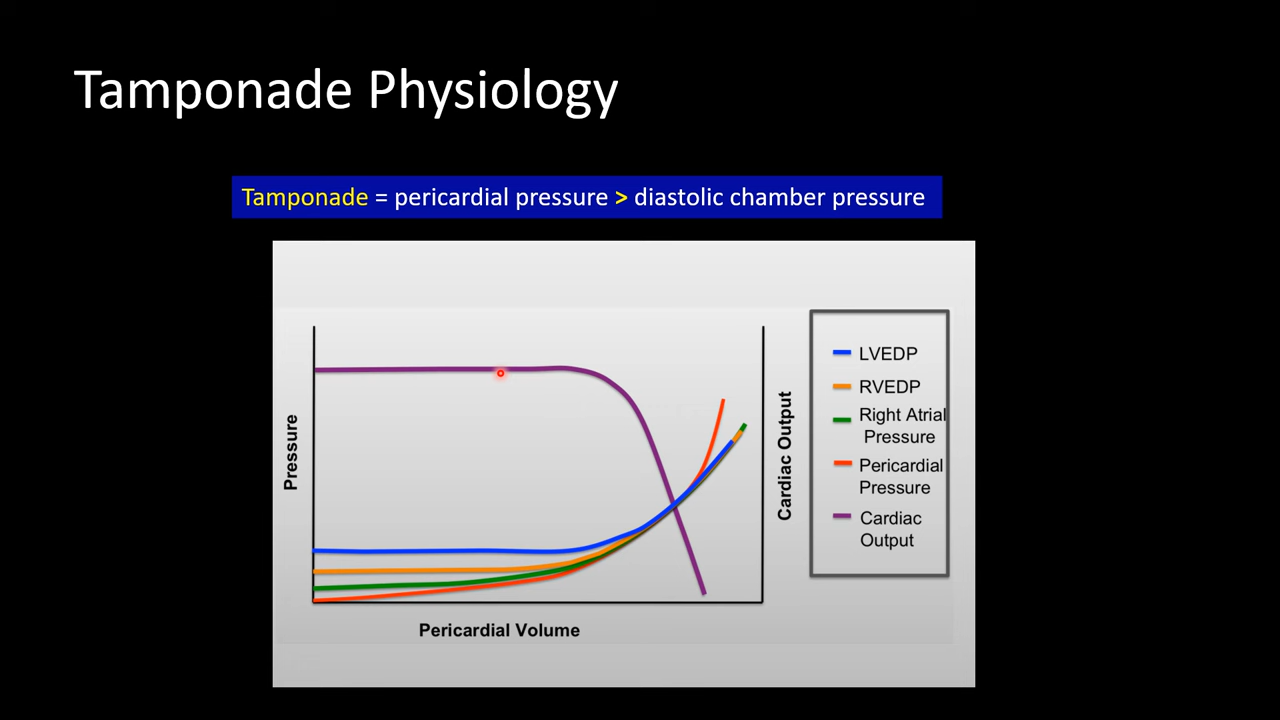 Tamponade Physiology
Tamponade = pericardial pressure > diastolic chamber pressure
Pressure
Cardiac Output
Pericardial Volume
LVEDP
RVEDP
Right Atrial
Pressure
Pericardial
Pressure
Cardiac
Output